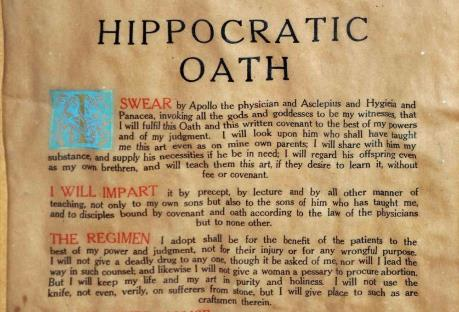 HIPPOCRATIC
OATH
I SWEAR by Apollo the physician and Asclepius and Hygieia and
Panacea, invoking all the gods and goddesses to be my witnesses, that
I will fulfil this Oath and this written covenant to the best of my powers
and of my judgment. I will look upon him who shall have taught
me this art even as on mine own parents; I will share with him my
substance, and supply his necessities if he be in need; I will regard his offspring even
as my own brethren, and will teach them this art, if they desire to learn it, without
fee or covenant.
I WILL IMPART it by precept, by lecture and by all other manner of
teaching, not only to my own sons but also to the sons of him who has taught me,
and to disciples bound by covenant and oath according to the law of the physicians
but to none other.
THE REGIMEN I adopt shall be for the benefit of the patients to the
best of my power and judgment, not for their injury or for any wrongful purpose.
I will not give a deadly drug to any one, though it be asked of me, nor will I lead the
way in such counsel; and likewise I will not give a woman a pessary to procure abortion.
But I will keep my life and my art in purity and holiness. I will not use the
knife, not even, verily, on sufferers from stone, but I will give place to such as are
craftsmen therein.